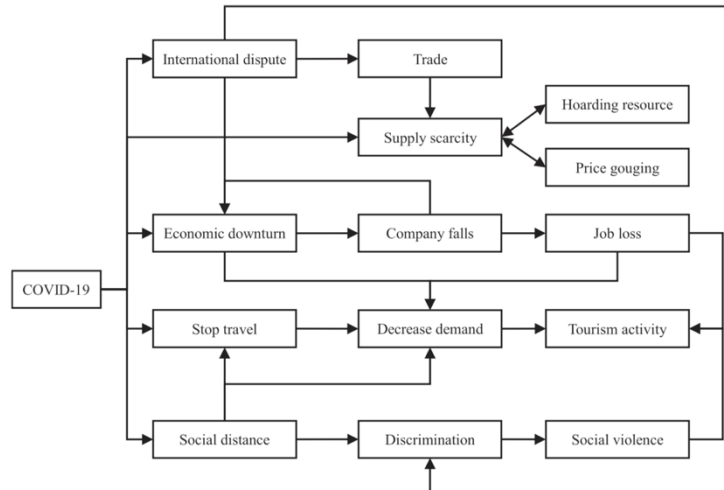 International dispute
Trade
Hoarding resource
Supply scarcity
Price gouging
Economic downturn
Company falls
Job loss
COVID-19
Stop travel
Decrease demand
Tourism activity
Social distance
Discrimination
Social violence